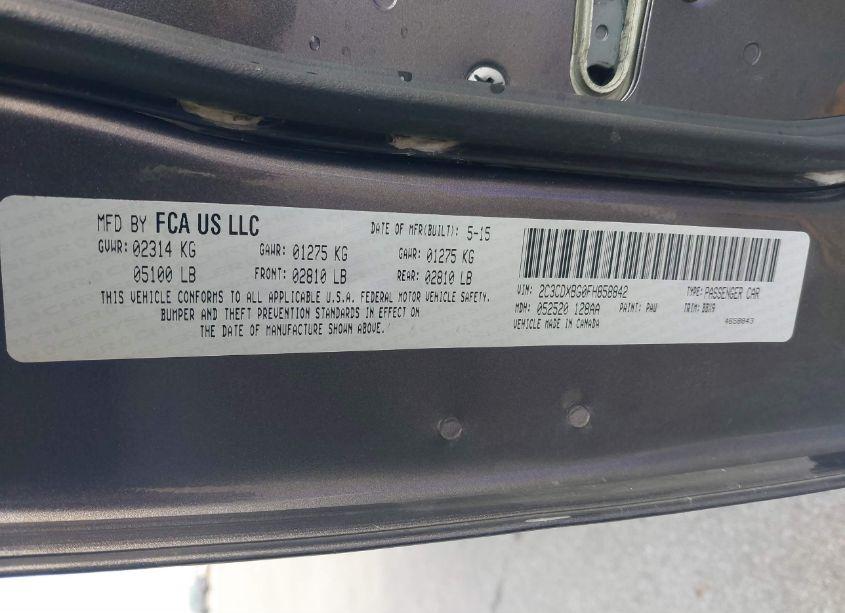 MFD BY FCA US LLC DATE OF MFR(BUILT): 5-15
GVWR: 02314 KG GAWR: 01275 KG GAWR: 01275 KG
05100 LB FRONT: 02810 LB REAR: 02810 LB
THIS VEHICLE CONFORMS TO ALL APPLICABLE U.S.A. FEDERAL MOTOR VEHICLE SAFETY.
BUMPER AND THEFT PREVENTION STANDARDS IN EFFECT ON
THE DATE OF MANUFACTURE SHOWN ABOVE.
VIN: 2C3CDXBG0FH858842 TYPE: PASSENGER CAR
MDH: 052520 128AA PAINT: PAW TRIM: BBX9
VEHICLE MADE IN CANADA 4658843